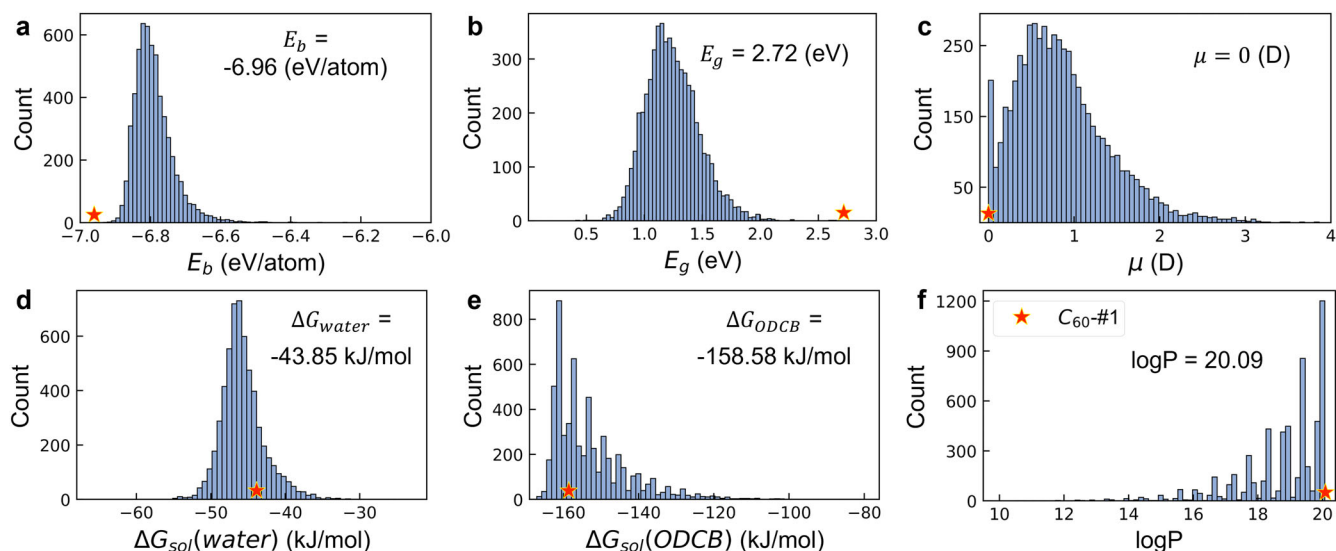 a
E_b =
-6.96 (eV/atom)
Count
600
400
200
0
−7.0
−6.8
−6.6
−6.4
−6.2
−6.0
E_b (eV/atom)
b
E_g = 2.72 (eV)
Count
300
200
100
0
0.5
1.0
1.5
2.0
2.5
3.0
E_g (eV)
c
μ = 0 (D)
Count
250
150
50
0
1
2
3
4
μ (D)
d
ΔG_water =
-43.85 kJ/mol
Count
600
400
200
0
−60
−50
−40
−30
ΔG_sol(water) (kJ/mol)
e
ΔG_ODCB =
-158.58 kJ/mol
Count
800
600
400
200
0
−160
−140
−120
−100
−80
ΔG_sol(ODCB) (kJ/mol)
f
C_60-#1
logP = 20.09
Count
1200
900
600
300
0
10
12
14
16
18
20
logP